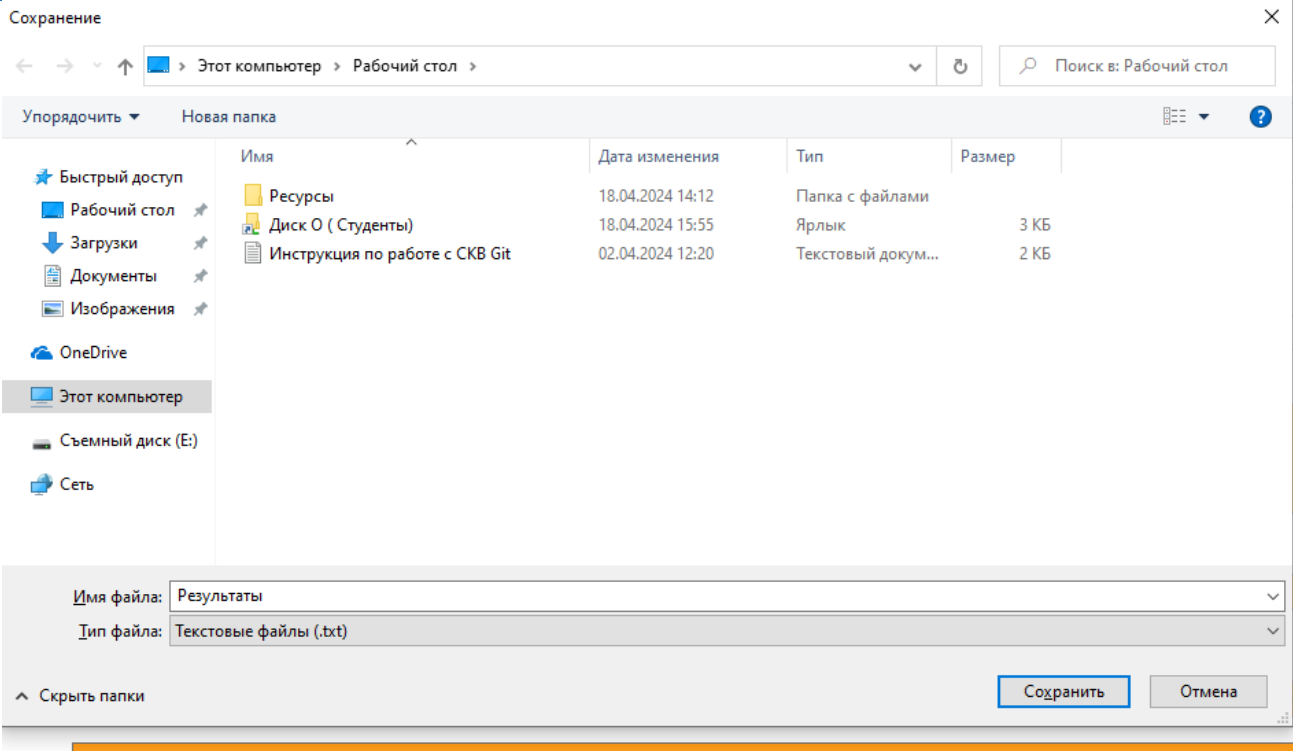 Сохранение
Этот компьютер › Рабочий стол ›
Поиск в: Рабочий стол
Упорядочить
Новая папка
Имя Дата изменения Тип Размер
Быстрый доступ
Рабочий стол
Загрузки
Документы
Изображения
OneDrive
Этот компьютер
Съемный диск (E:)
Сеть
Ресурсы 18.04.2024 14:12 Папка с файлами
Диск О ( Студенты) 18.04.2024 15:55 Ярлык 3 КБ
Инструкция по работе с СКВ Git 02.04.2024 12:20 Текстовый докум... 2 КБ
Имя файла: Результаты
Тип файла: Текстовые файлы (.txt)
Скрыть папки
Сохранить
Отмена